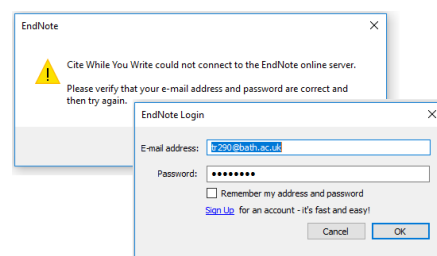 EndNote
Cite While You Write could not connect to the EndNote online server.
Please verify that your e-mail address and password are correct and
then try again.
EndNote Login
E-mail address: tr290@bath.ac.uk
Password: ••••••••
Remember my address and password
Sign Up for an account - it's fast and easy!
Cancel OK